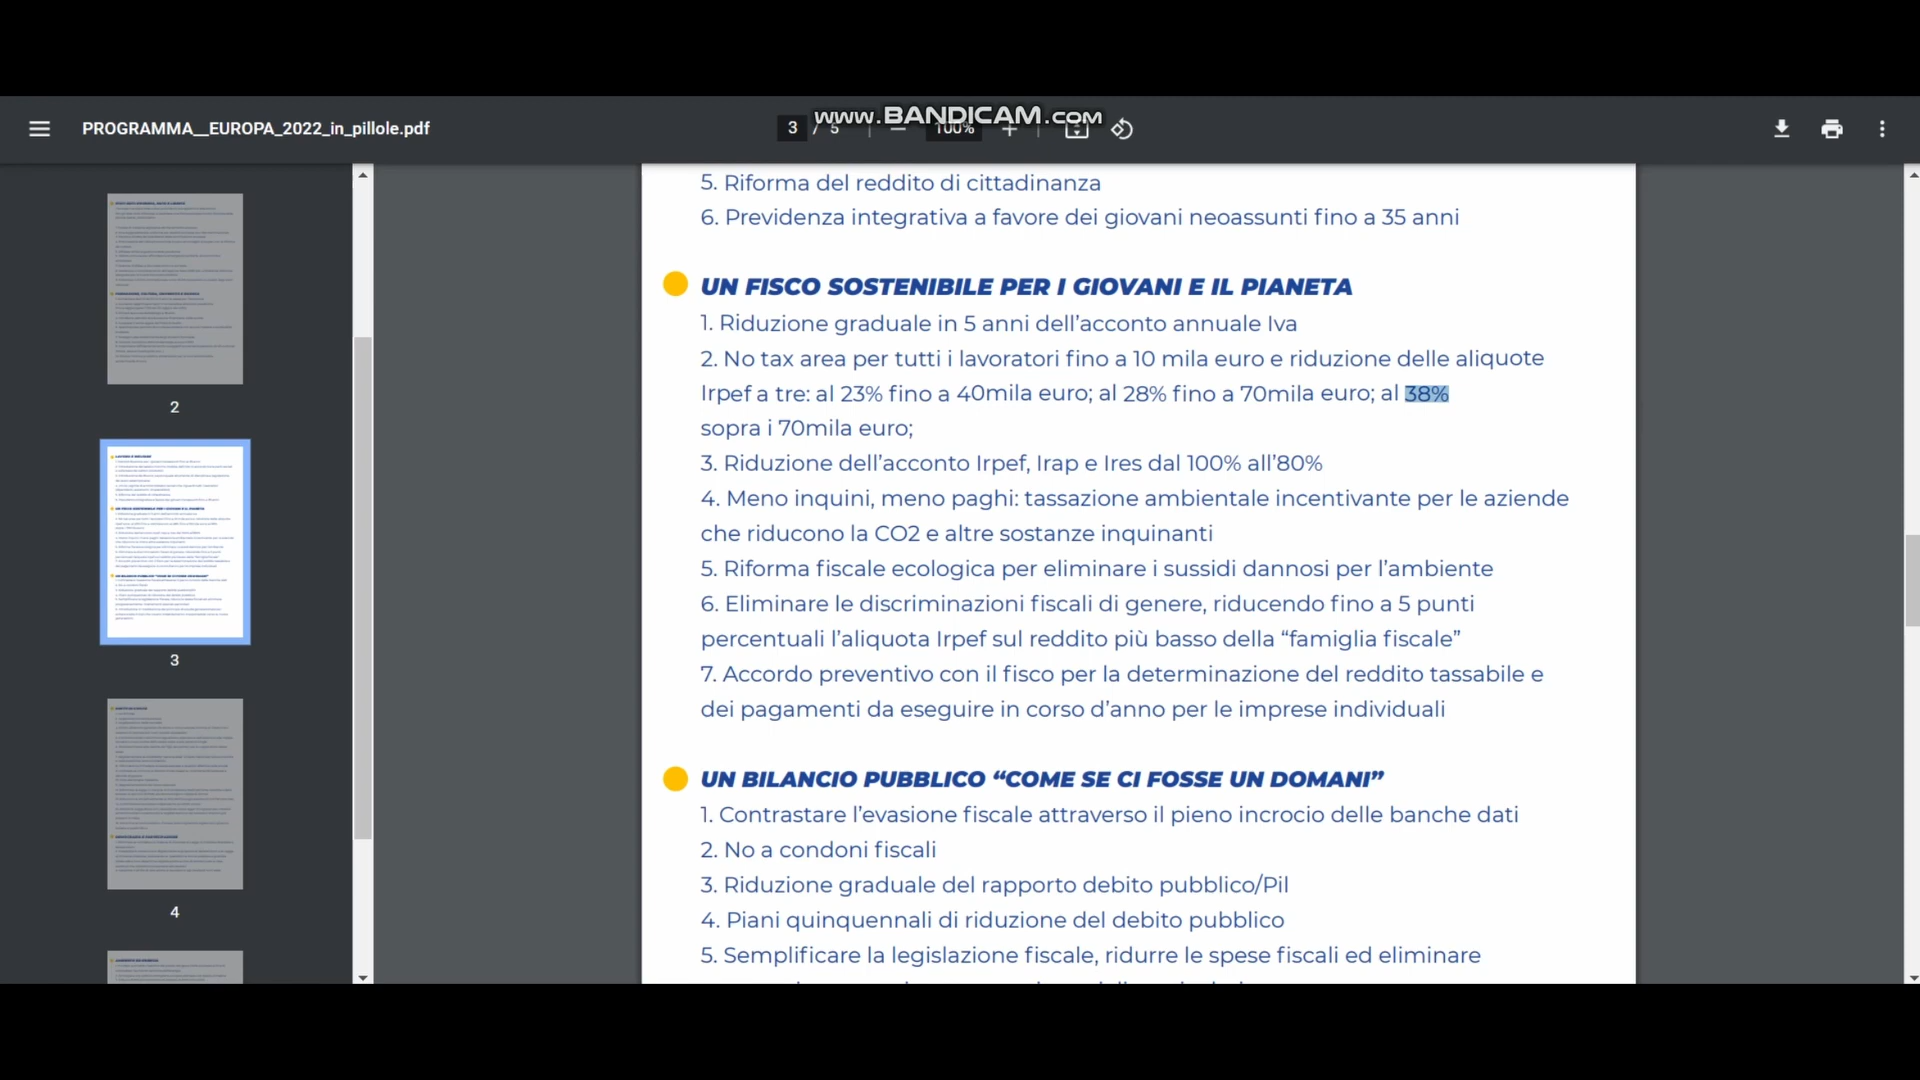 www.BANDICAM.com
PROGRAMMA__EUROPA_2022_in_pillole.pdf
3 / 5
100%
2
3
4
5. Riforma del reddito di cittadinanza
6. Previdenza integrativa a favore dei giovani neoassunti fino a 35 anni
UN FISCO SOSTENIBILE PER I GIOVANI E IL PIANETA
1. Riduzione graduale in 5 anni dell’acconto annuale Iva
2. No tax area per tutti i lavoratori fino a 10 mila euro e riduzione delle aliquote
Irpef a tre: al 23% fino a 40mila euro; al 28% fino a 70mila euro; al 38%
sopra i 70mila euro;
3. Riduzione dell’acconto Irpef, Irap e Ires dal 100% all’80%
4. Meno inquini, meno paghi: tassazione ambientale incentivante per le aziende
che riducono la CO2 e altre sostanze inquinanti
5. Riforma fiscale ecologica per eliminare i sussidi dannosi per l’ambiente
6. Eliminare le discriminazioni fiscali di genere, riducendo fino a 5 punti
percentuali l’aliquota Irpef sul reddito più basso della “famiglia fiscale”
7. Accordo preventivo con il fisco per la determinazione del reddito tassabile e
dei pagamenti da eseguire in corso d’anno per le imprese individuali
UN BILANCIO PUBBLICO “COME SE CI FOSSE UN DOMANI”
1. Contrastare l’evasione fiscale attraverso il pieno incrocio delle banche dati
2. No a condoni fiscali
3. Riduzione graduale del rapporto debito pubblico/Pil
4. Piani quinquennali di riduzione del debito pubblico
5. Semplificare la legislazione fiscale, ridurre le spese fiscali ed eliminare